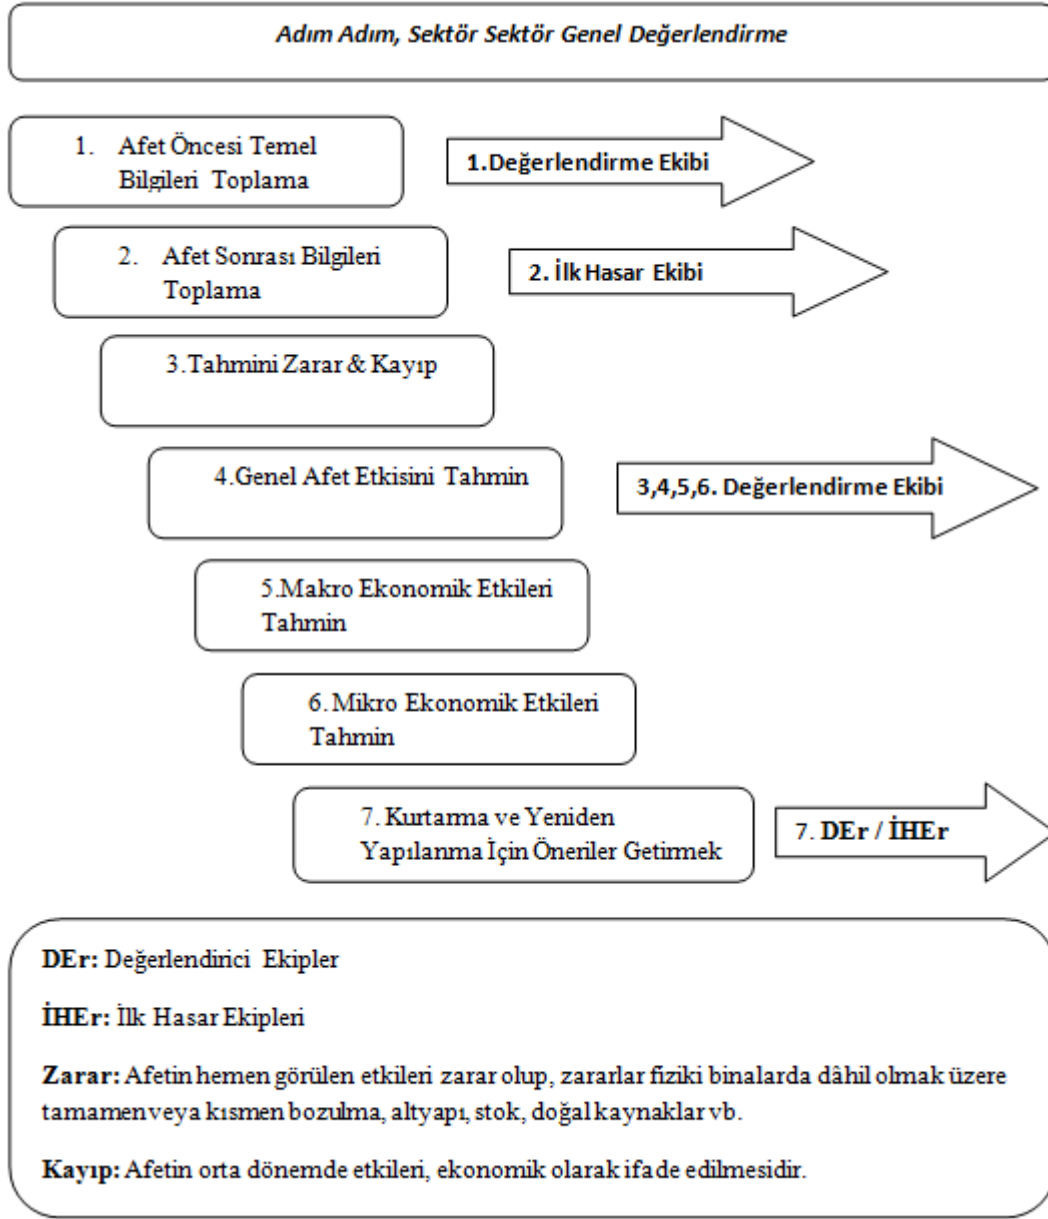 Adım Adım, Sektör Sektör Genel Değerlendirme
1. Afet Öncesi Temel
Bilgileri Toplama
1.Değerlendirme Ekibi
2. Afet Sonrası Bilgileri
Toplama
2. İlk Hasar Ekibi
3.Tahmini Zarar & Kayıp
4.Genel Afet Etkisini Tahmin
3,4,5,6. Değerlendirme Ekibi
5.Makro Ekonomik Etkileri
Tahmin
6. Mikro Ekonomik Etkileri
Tahmin
7. Kurtarma ve Yeniden
Yapılanma İçin Öneriler Getirmek
7. DEr / İHEr
DEr: Değerlendirici Ekipler
İHEr: İlk Hasar Ekipleri
Zarar: Afetin hemen görülen etkileri zarar olup, zararlar fiziki binalarda dâhil olmak üzere
tamamen veya kısmen bozulma, altyapı, stok, doğal kaynaklar vb.
Kayıp: Afetin orta dönemde etkileri, ekonomik olarak ifade edilmesidir.